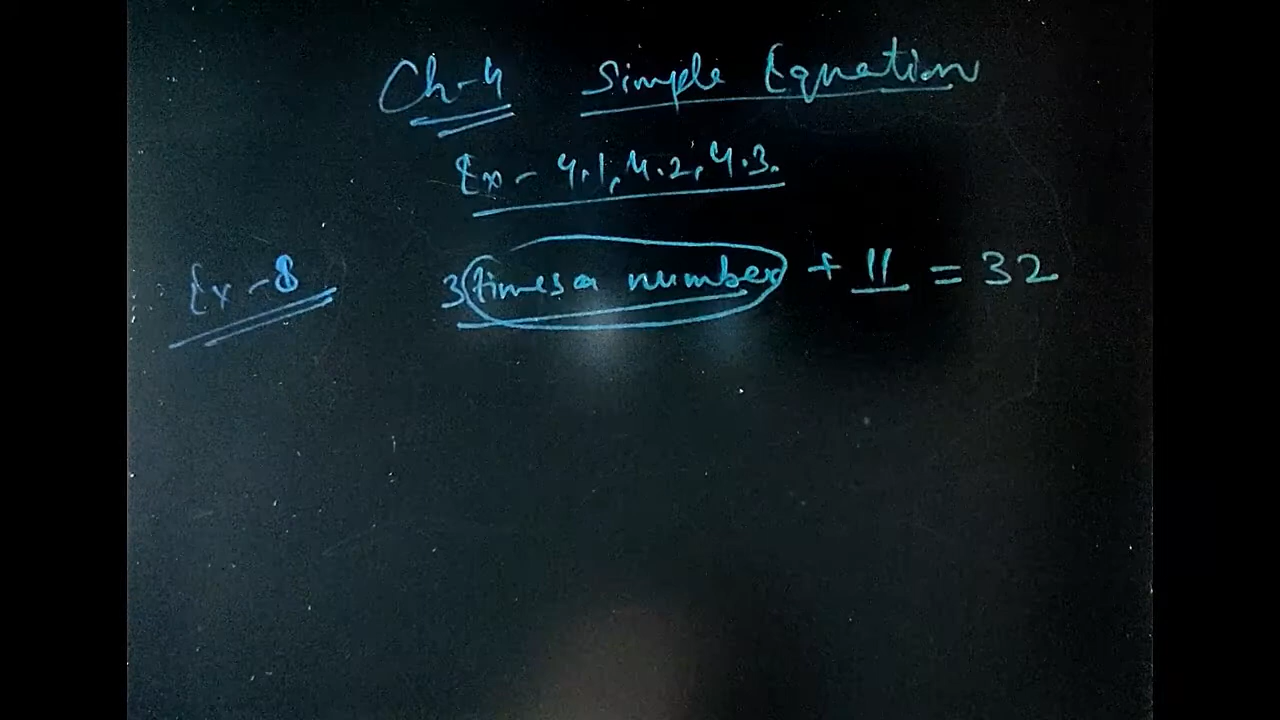 Ch-4 Simple Equation
Ex - 4.1, 4.2, 4.3.
Ex - 8 3 times a number + 11 = 32